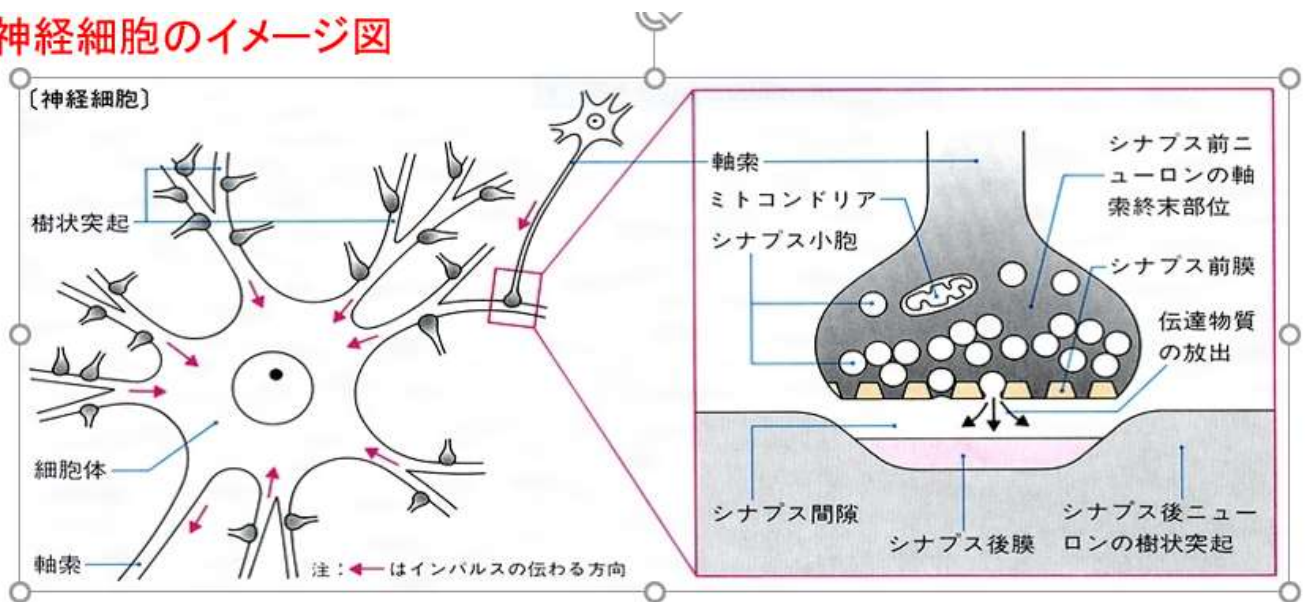 神経細胞のイメージ図
〔神経細胞〕
樹状突起
細胞体
軸索
注:←はインパルスの伝わる方向
軸索
ミトコンドリア
シナプス小胞
シナプス前ニ
ューロンの軸
索終末部位
シナプス前膜
伝達物質
の放出
シナプス間隙
シナプス後膜
シナプス後ニュー
ロンの樹状突起